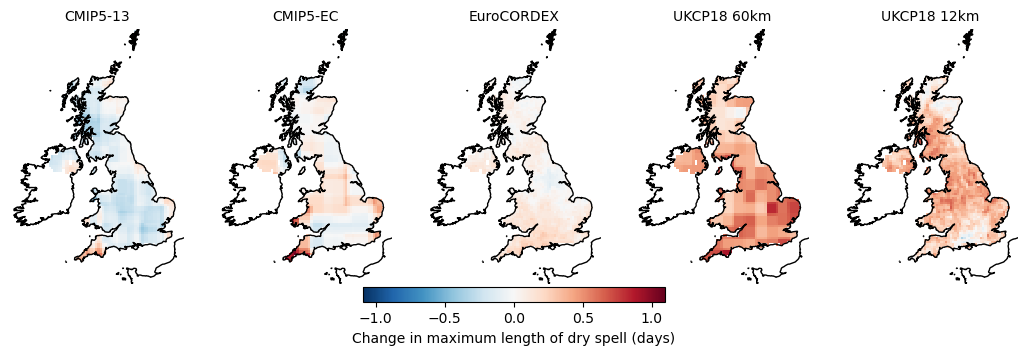 CMIP5-13 CMIP5-EC EuroCORDEX UKCP18 60km UKCP18 12km
−1.0 −0.5 0.0 0.5 1.0
Change in maximum length of dry spell (days)